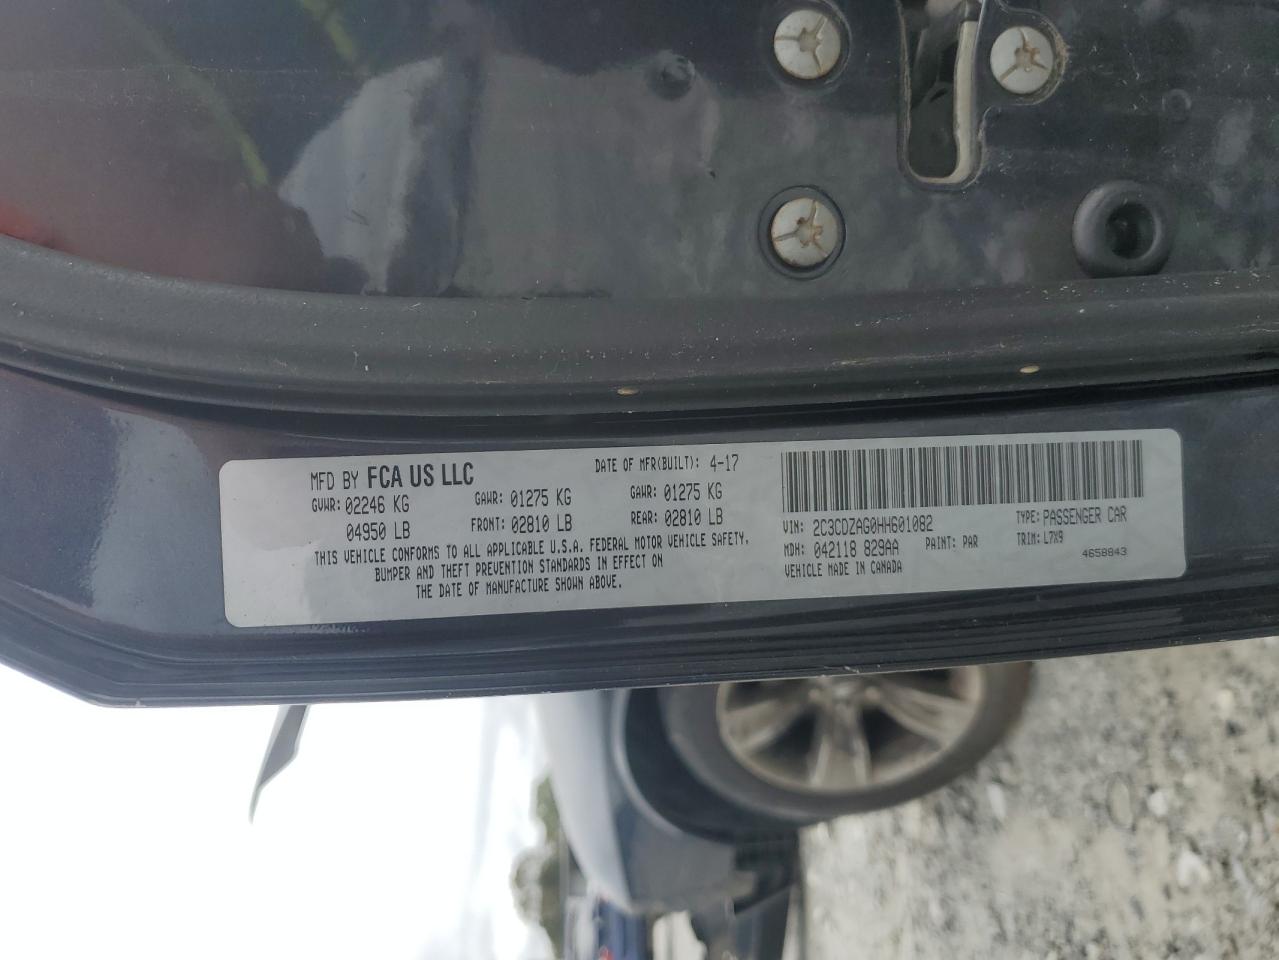 MFD BY FCA US LLC DATE OF MFR(BUILT): 4-17
GVWR: 02246 KG GAWR: 01275 KG GAWR: 01275 KG
04950 LB FRONT: 02810 LB REAR: 02810 LB
THIS VEHICLE CONFORMS TO ALL APPLICABLE U.S.A. FEDERAL MOTOR VEHICLE SAFETY,
BUMPER AND THEFT PREVENTION STANDARDS IN EFFECT ON
THE DATE OF MANUFACTURE SHOWN ABOVE.
VIN: 2C3CDZAG0HH601082 TYPE: PASSENGER CAR
MDH: 042118 829AA PAINT: PAR TRIM: L7X9
VEHICLE MADE IN CANADA 4658843